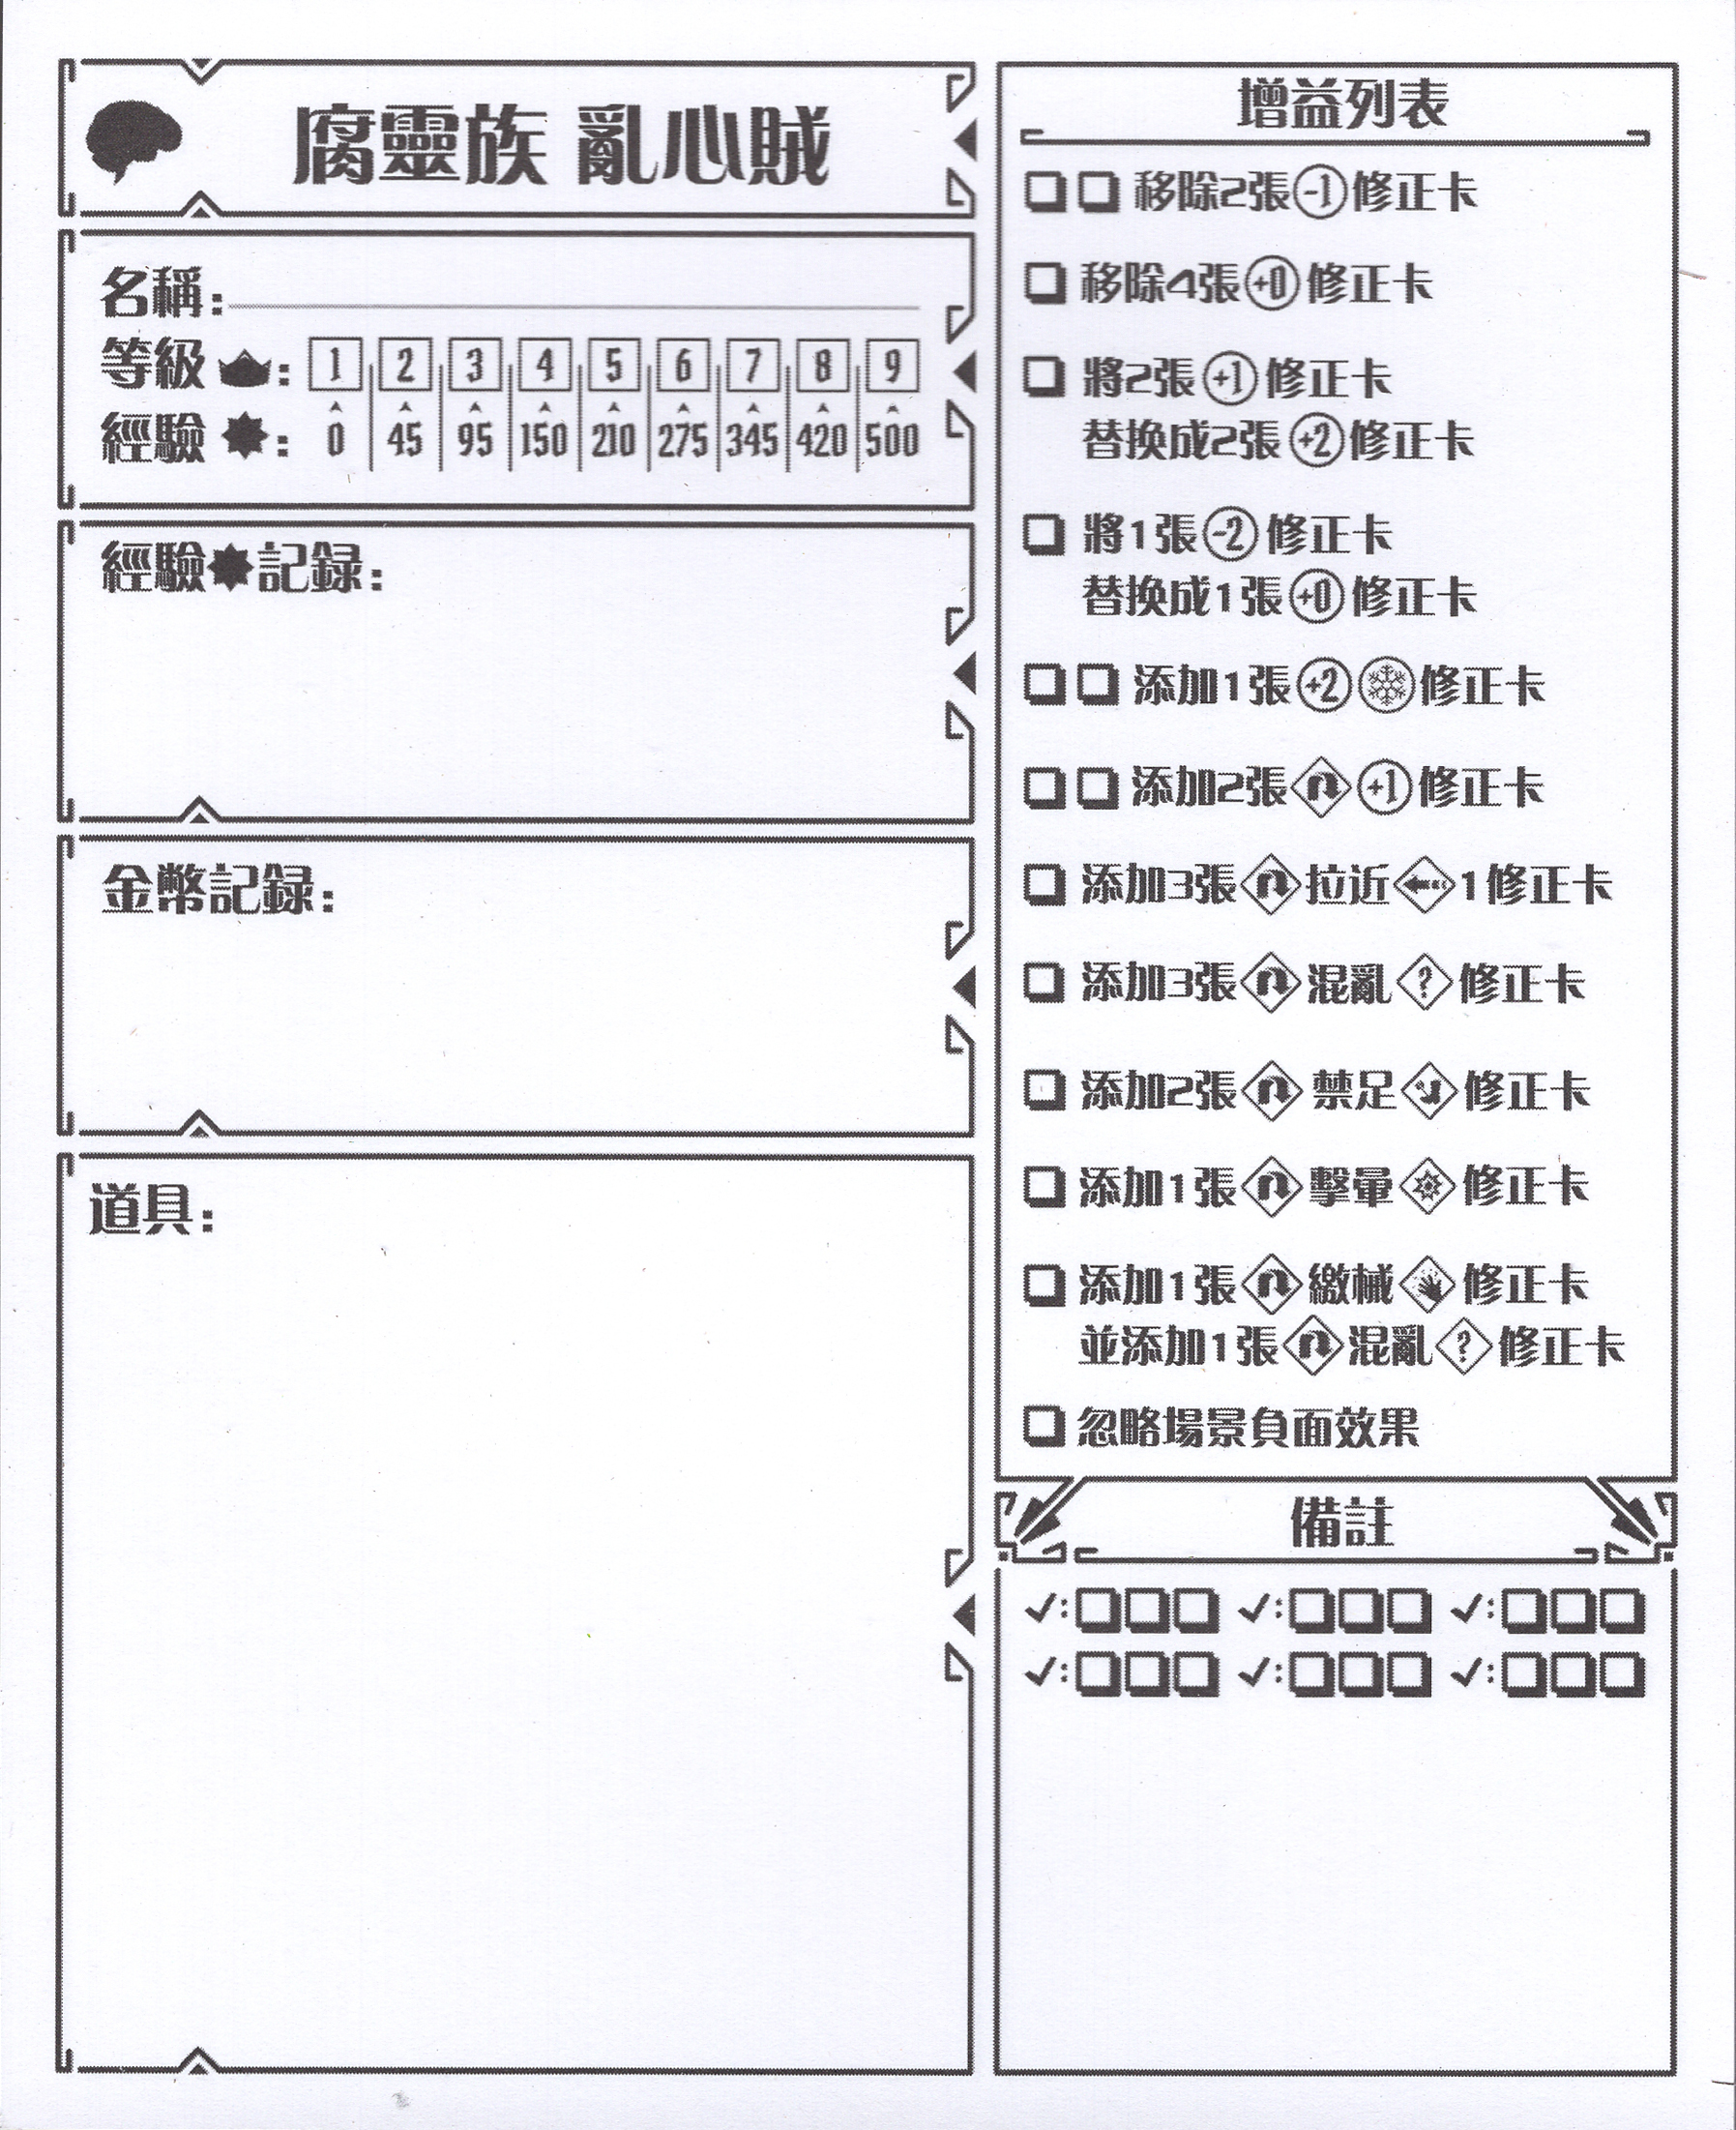 腐靈族 亂心賊
名稱：
等級：1 2 3 4 5 6 7 8 9
經驗：0 45 95 150 210 275 345 420 500
經驗記錄：
金幣記錄：
道具：
增益列表
移除2張-1修正卡
移除4張+0修正卡
將2張+1修正卡
替換成2張+2修正卡
將1張-2修正卡
替換成1張+0修正卡
添加1張+2修正卡
添加2張+1修正卡
添加3張拉近1修正卡
添加3張混亂?修正卡
添加2張禁足修正卡
添加1張擊暈修正卡
添加1張繳械修正卡
並添加1張混亂?修正卡
忽略場景負面效果
備註
✓: ✓: ✓:
✓: ✓: ✓: